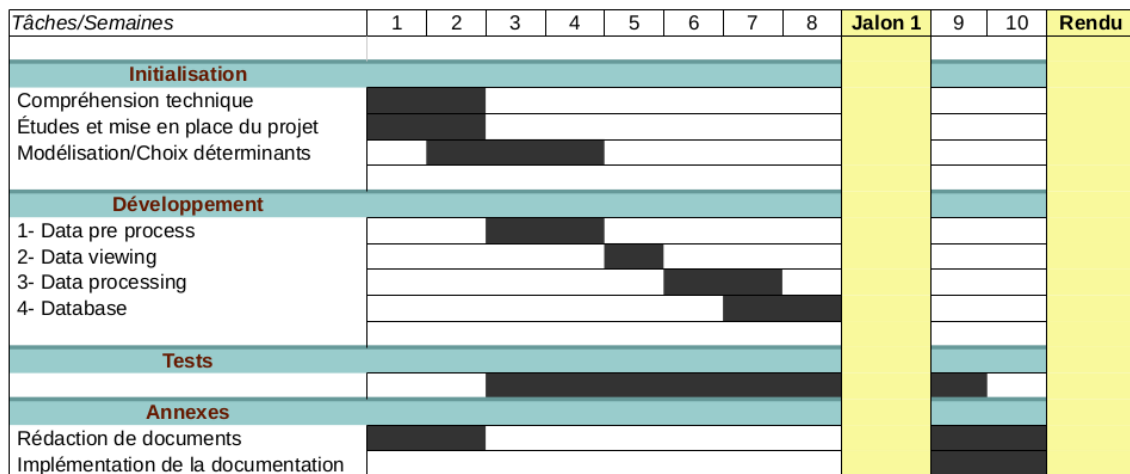 Tâches/Semaines 1 2 3 4 5 6 7 8 Jalon 1 9 10 Rendu
Initialisation
Compréhension technique
Études et mise en place du projet
Modélisation/Choix déterminants
Développement
1- Data pre process
2- Data viewing
3- Data processing
4- Database
Tests
Annexes
Rédaction de documents
Implémentation de la documentation